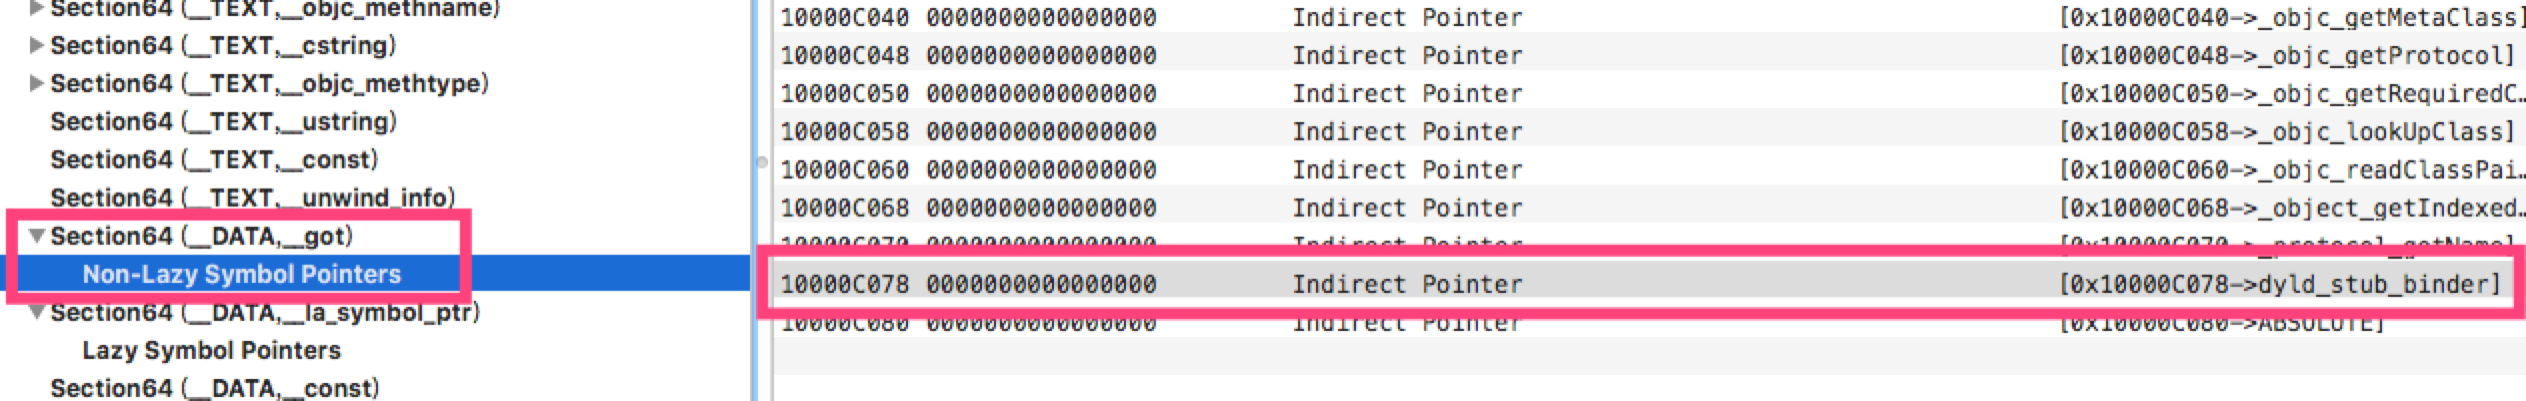 Section64 (__TEXT,__objc_methname)
Section64 (__TEXT,__cstring)
Section64 (__TEXT,__objc_methtype)
Section64 (__TEXT,__ustring)
Section64 (__TEXT,__const)
Section64 (__TEXT,__unwind_info)
Section64 (__DATA,__got)
Non-Lazy Symbol Pointers
Section64 (__DATA,__la_symbol_ptr)
Lazy Symbol Pointers
Section64 (__DATA,__const)
10000C040 0000000000000000 Indirect Pointer [0x10000C040->_objc_getMetaClass]
10000C048 0000000000000000 Indirect Pointer [0x10000C048->_objc_getProtocol]
10000C050 0000000000000000 Indirect Pointer [0x10000C050->_objc_getRequiredC…
10000C058 0000000000000000 Indirect Pointer [0x10000C058->_objc_lookUpClass]
10000C060 0000000000000000 Indirect Pointer [0x10000C060->_objc_readClassPai…
10000C068 0000000000000000 Indirect Pointer [0x10000C068->_object_getIndexed…
10000C070 0000000000000000 Indirect Pointer [0x10000C070->_protocol_getName]
10000C078 0000000000000000 Indirect Pointer [0x10000C078->dyld_stub_binder]
10000C080 0000000000000000 Indirect Pointer [0x10000C080->ABSOLUTE]